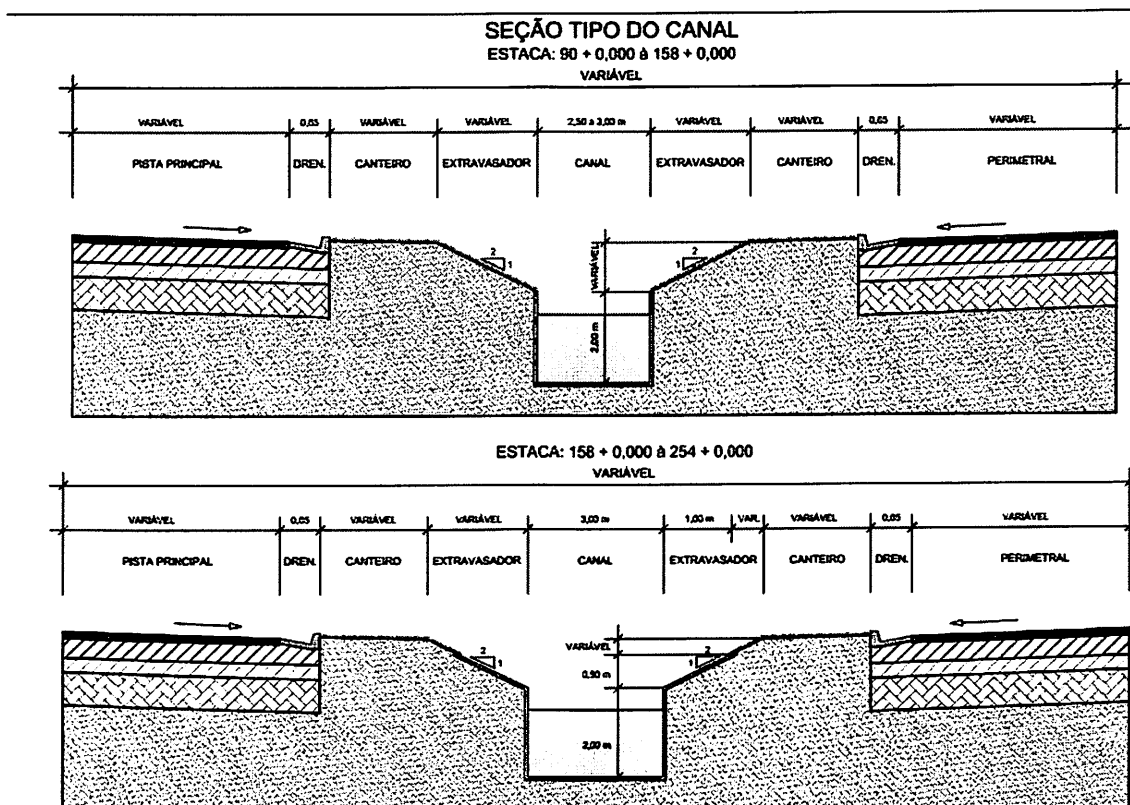 SEÇÃO TIPO DO CANAL
ESTACA: 90 + 0,000 à 158 + 0,000
VARIÁVEL
VARIÁVEL 0,65 VARIÁVEL VARIÁVEL 2,50 a 3,00 m VARIÁVEL VARIÁVEL 0,65 VARIÁVEL
PISTA PRINCIPAL DREN. CANTEIRO EXTRAVASADOR CANAL EXTRAVASADOR CANTEIRO DREN. PERIMETRAL
2 1 VARIÁVEL 2 1
2,00 m
ESTACA: 158 + 0,000 à 254 + 0,000
VARIÁVEL
VARIÁVEL 0,65 VARIÁVEL VARIÁVEL 3,00 m 1,00 m VAR. VARIÁVEL 0,65 VARIÁVEL
PISTA PRINCIPAL DREN. CANTEIRO EXTRAVASADOR CANAL EXTRAVASADOR CANTEIRO DREN. PERIMETRAL
VARIÁVEL
2 1 0,50 m 2 1
2,00 m